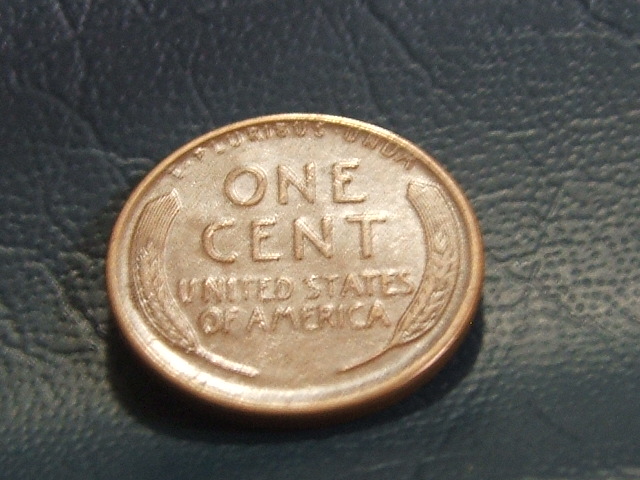 E·PLURIBUS·UNUM
ONE
CENT
UNITED STATES
OF AMERICA